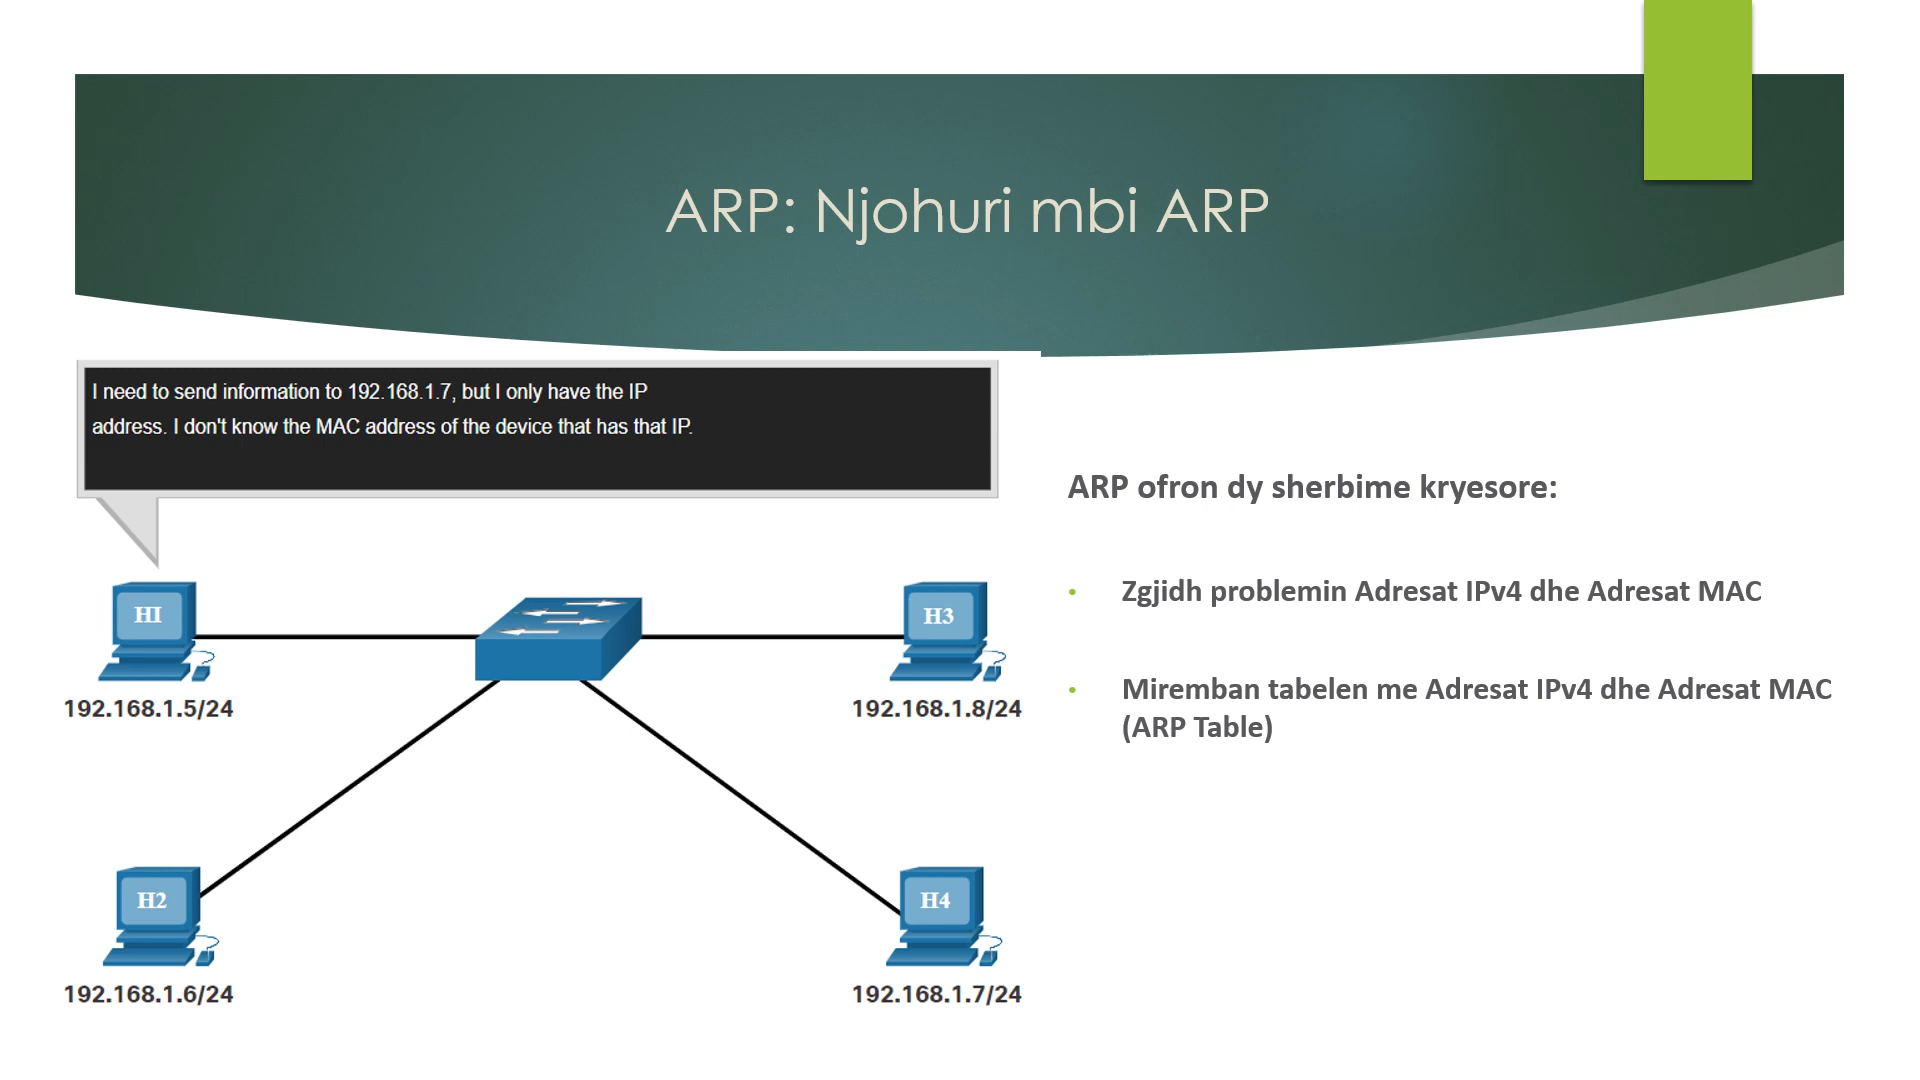 ARP: Njohuri mbi ARP
I need to send information to 192.168.1.7, but I only have the IP
address. I don't know the MAC address of the device that has that IP.
ARP ofron dy sherbime kryesore:
• Zgjidh problemin Adresat IPv4 dhe Adresat MAC
• Miremban tabelen me Adresat IPv4 dhe Adresat MAC
(ARP Table)
H1
192.168.1.5/24
H3
192.168.1.8/24
H2
192.168.1.6/24
H4
192.168.1.7/24